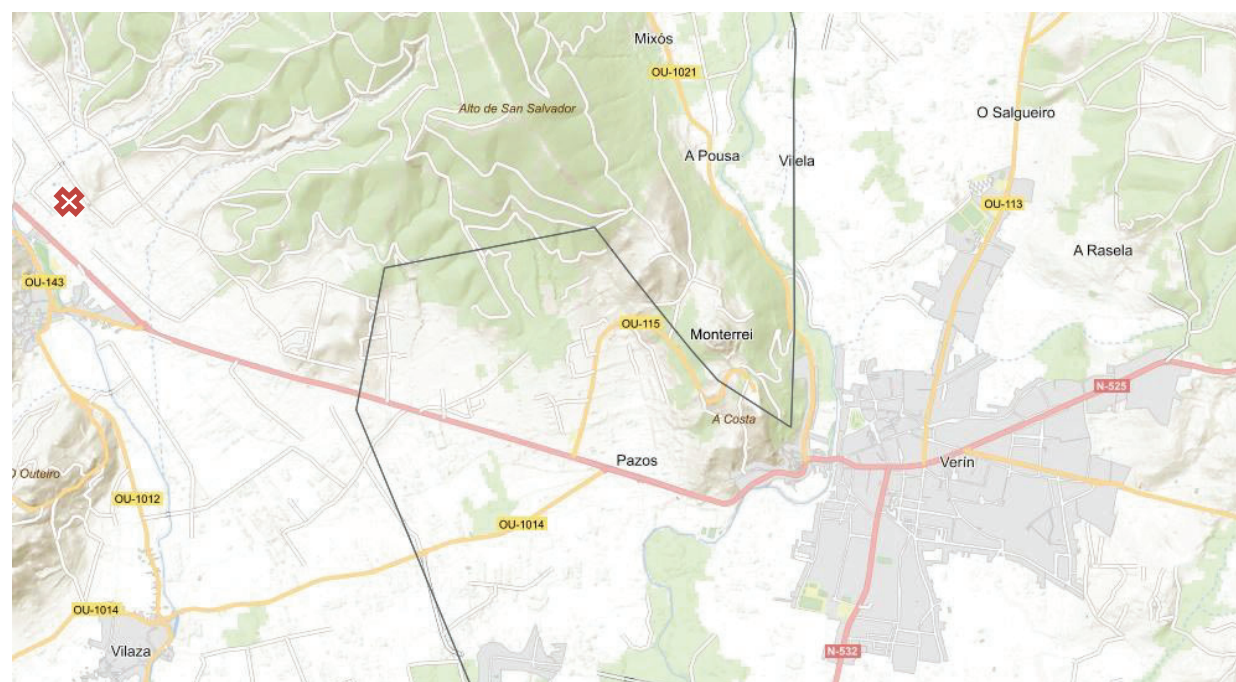 Mixós
OU-1021
Alto de San Salvador
O Salgueiro
A Pousa
Vilela
OU-113
A Rasela
OU-143
OU-115
Monterrei
N-525
A Costa
Pazos
Verín
O Outeiro
OU-1012
OU-1014
OU-1014
Vilaza
N-532